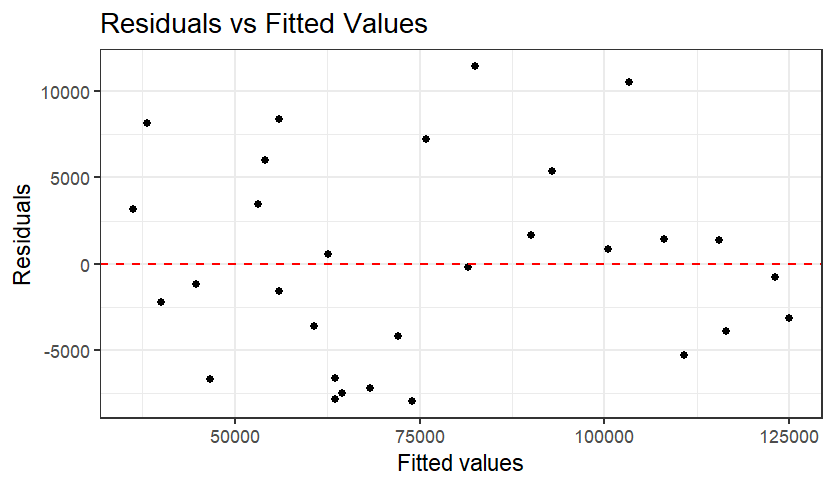 Residuals vs Fitted Values
10000
5000
0
-5000
Residuals
50000 75000 100000 125000
Fitted values